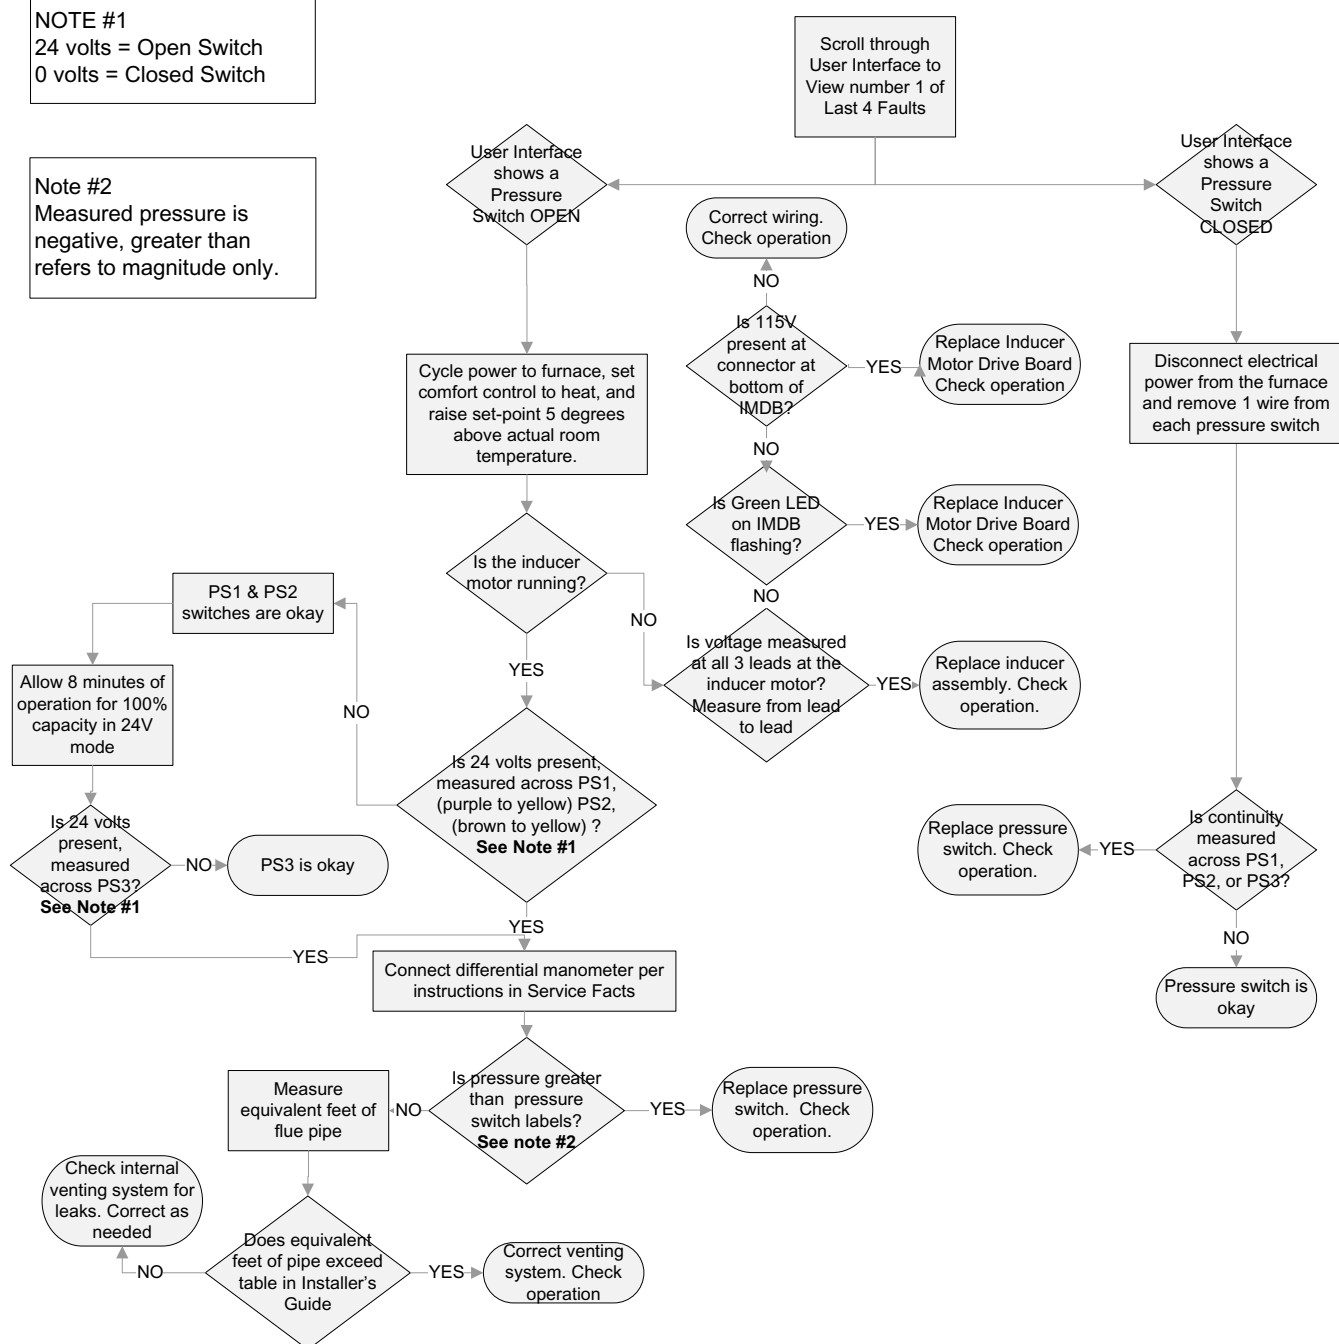 NOTE #1
24 volts = Open Switch
0 volts = Closed Switch
Note #2
Measured pressure is
negative, greater than
refers to magnitude only.
Scroll through
User Interface to
View number 1 of
Last 4 Faults
User Interface
shows a
Pressure
Switch OPEN
User Interface
shows a
Pressure
Switch
CLOSED
Correct wiring.
Check operation
NO
Is 115V
present at
connector at
bottom of
IMDB?
YES
Replace Inducer
Motor Drive Board
Check operation
NO
Is Green LED
on IMDB
flashing?
YES
Replace Inducer
Motor Drive Board
Check operation
NO
Is voltage measured
at all 3 leads at the
inducer motor?
Measure from lead
to lead
YES
Replace inducer
assembly. Check
operation.
Cycle power to furnace, set
comfort control to heat, and
raise set-point 5 degrees
above actual room
temperature.
Is the inducer
motor running?
NO
YES
Is 24 volts present,
measured across PS1,
(purple to yellow) PS2,
(brown to yellow) ?
See Note #1
NO
PS1 & PS2
switches are okay
Allow 8 minutes of
operation for 100%
capacity in 24V
mode
Is 24 volts
present,
measured
across PS3?
See Note #1
NO
PS3 is okay
YES
YES
Connect differential manometer per
instructions in Service Facts
Is pressure greater
than pressure
switch labels?
See note #2
YES
Replace pressure
switch. Check
operation.
NO
Measure
equivalent feet of
flue pipe
Does equivalent
feet of pipe exceed
table in Installer's
Guide
NO
Check internal
venting system for
leaks. Correct as
needed
YES
Correct venting
system. Check
operation
Disconnect electrical
power from the furnace
and remove 1 wire from
each pressure switch
Is continuity
measured
across PS1,
PS2, or PS3?
YES
Replace pressure
switch. Check
operation.
NO
Pressure switch is
okay